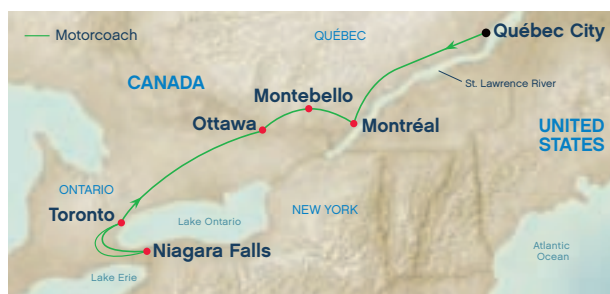 Motorcoach
QUÉBEC
Québec City
St. Lawrence River
CANADA
Montebello
Ottawa
Montréal
UNITED
STATES
ONTARIO
Toronto
Lake Ontario
NEW YORK
Niagara Falls
Lake Erie
Atlantic
Ocean